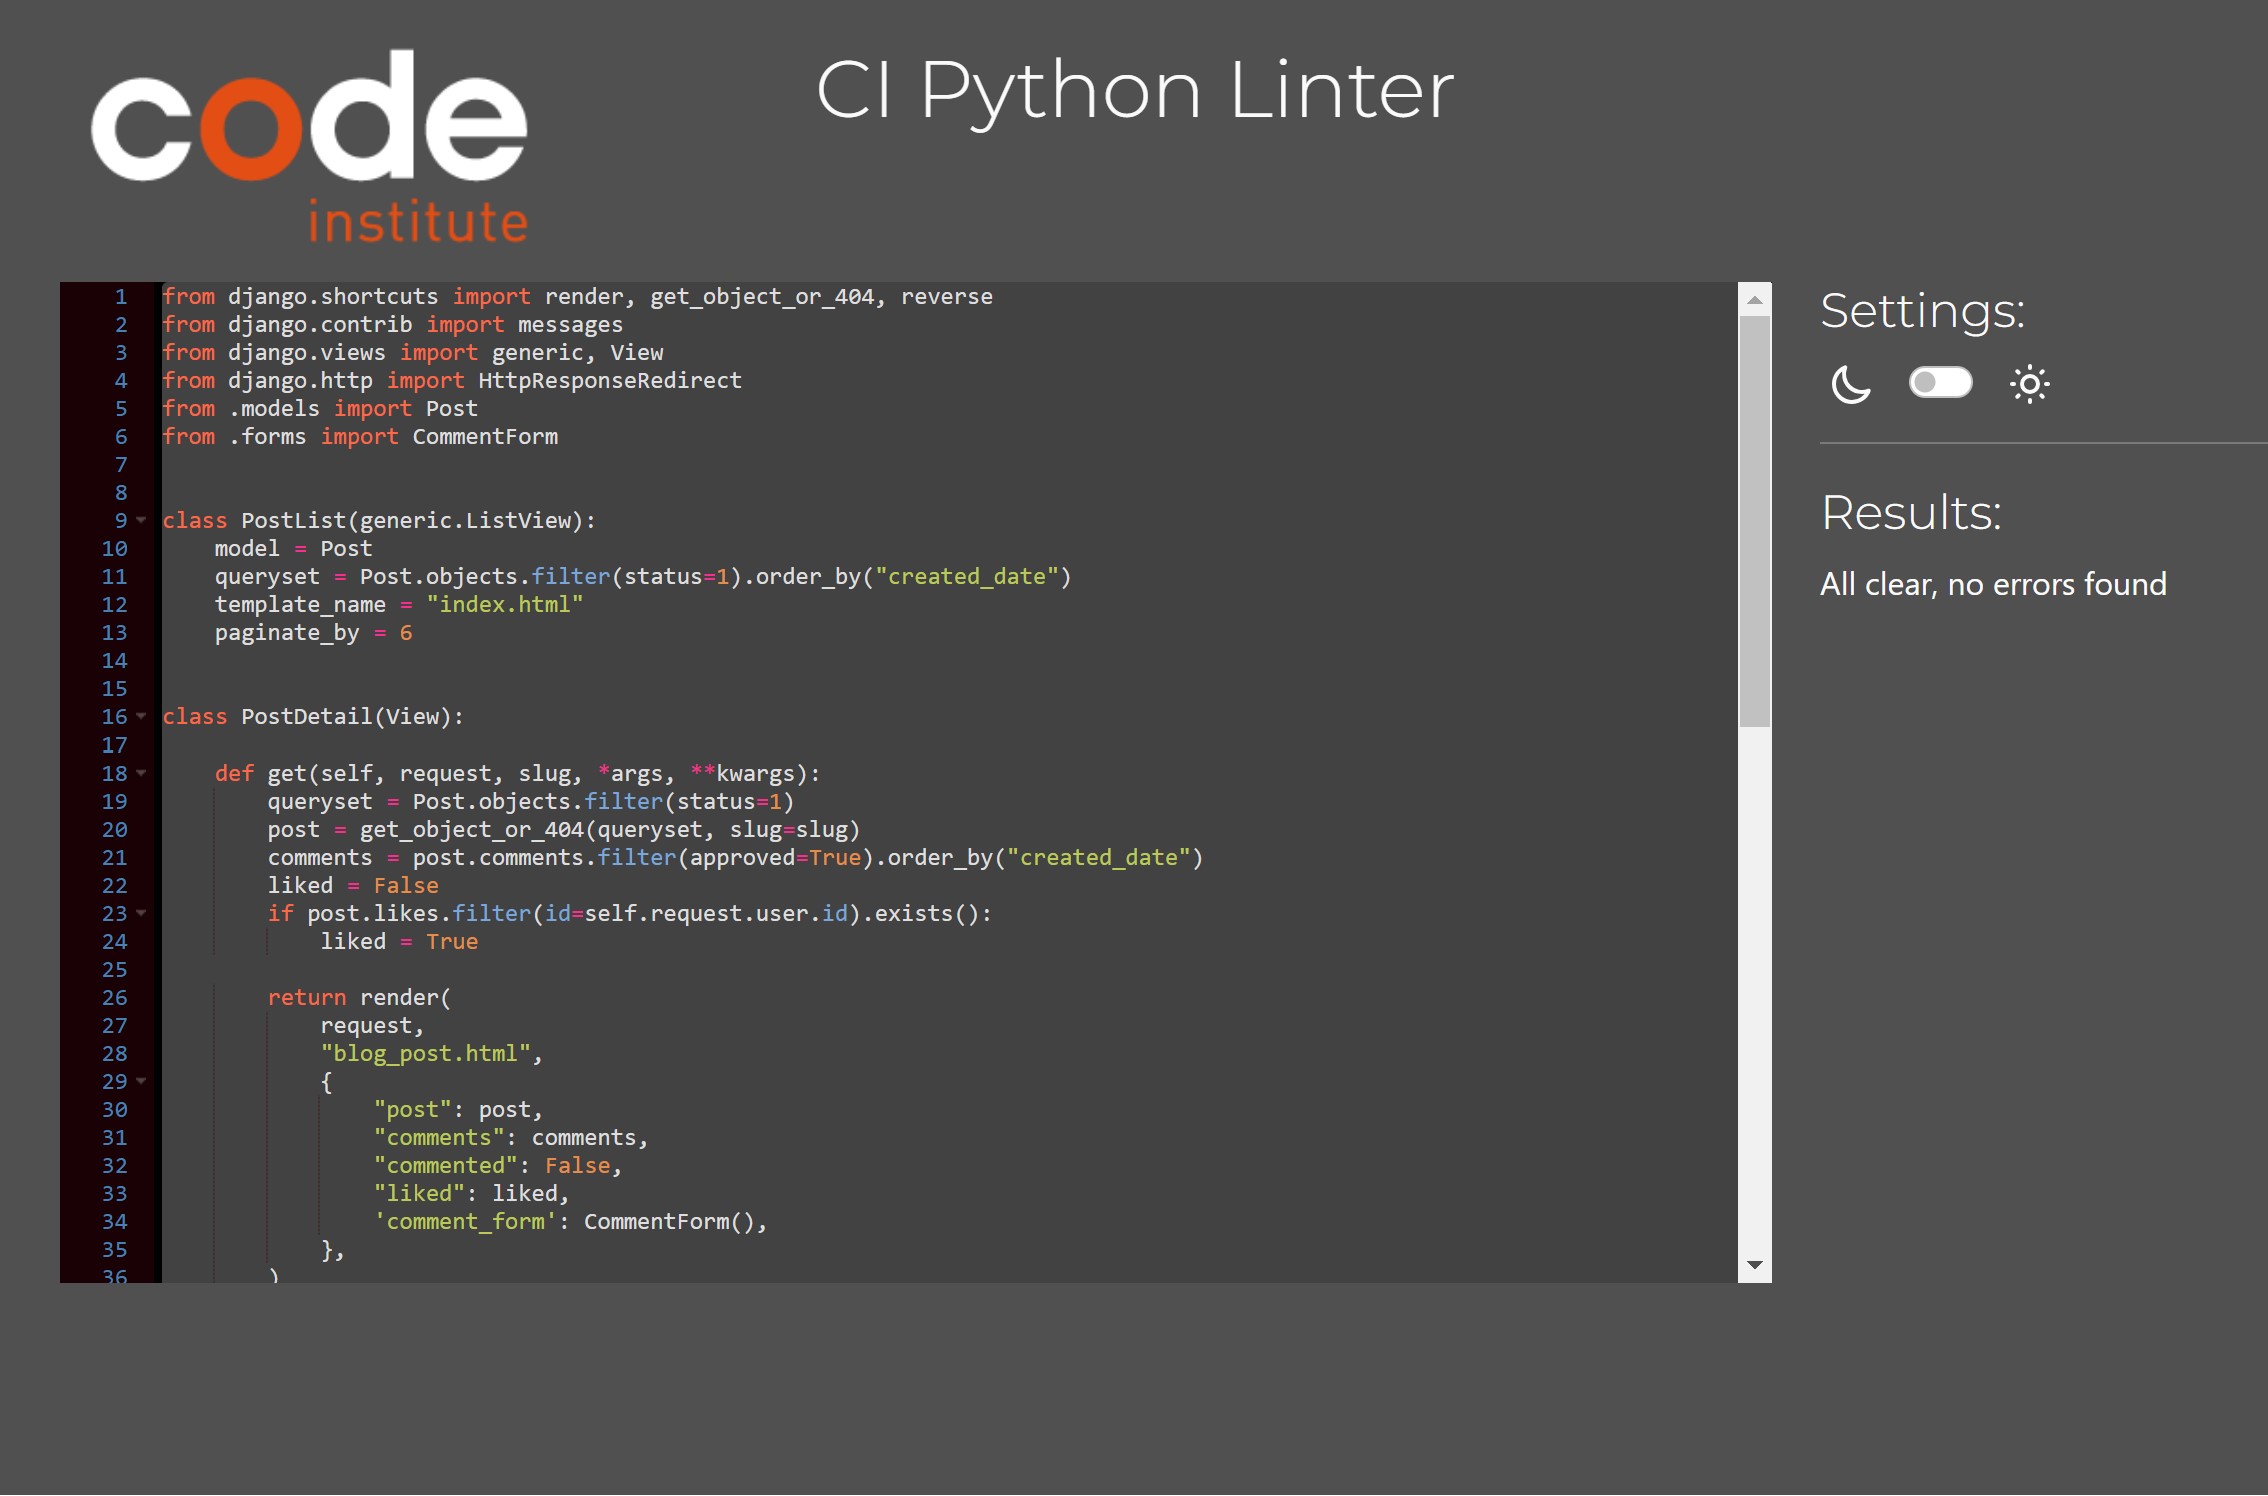 code
institute
CI Python Linter
1 from django.shortcuts import render, get_object_or_404, reverse
2 from django.contrib import messages
3 from django.views import generic, View
4 from django.http import HttpResponseRedirect
5 from .models import Post
6 from .forms import CommentForm
7
8
9 class PostList(generic.ListView):
10     model = Post
11     queryset = Post.objects.filter(status=1).order_by("created_date")
12     template_name = "index.html"
13     paginate_by = 6
14
15
16 class PostDetail(View):
17
18     def get(self, request, slug, *args, **kwargs):
19         queryset = Post.objects.filter(status=1)
20         post = get_object_or_404(queryset, slug=slug)
21         comments = post.comments.filter(approved=True).order_by("created_date")
22         liked = False
23         if post.likes.filter(id=self.request.user.id).exists():
24             liked = True
25
26         return render(
27             request,
28             "blog_post.html",
29             {
30                 "post": post,
31                 "comments": comments,
32                 "commented": False,
33                 "liked": liked,
34                 'comment_form': CommentForm(),
35             },
36         )
Settings:
Results:
All clear, no errors found